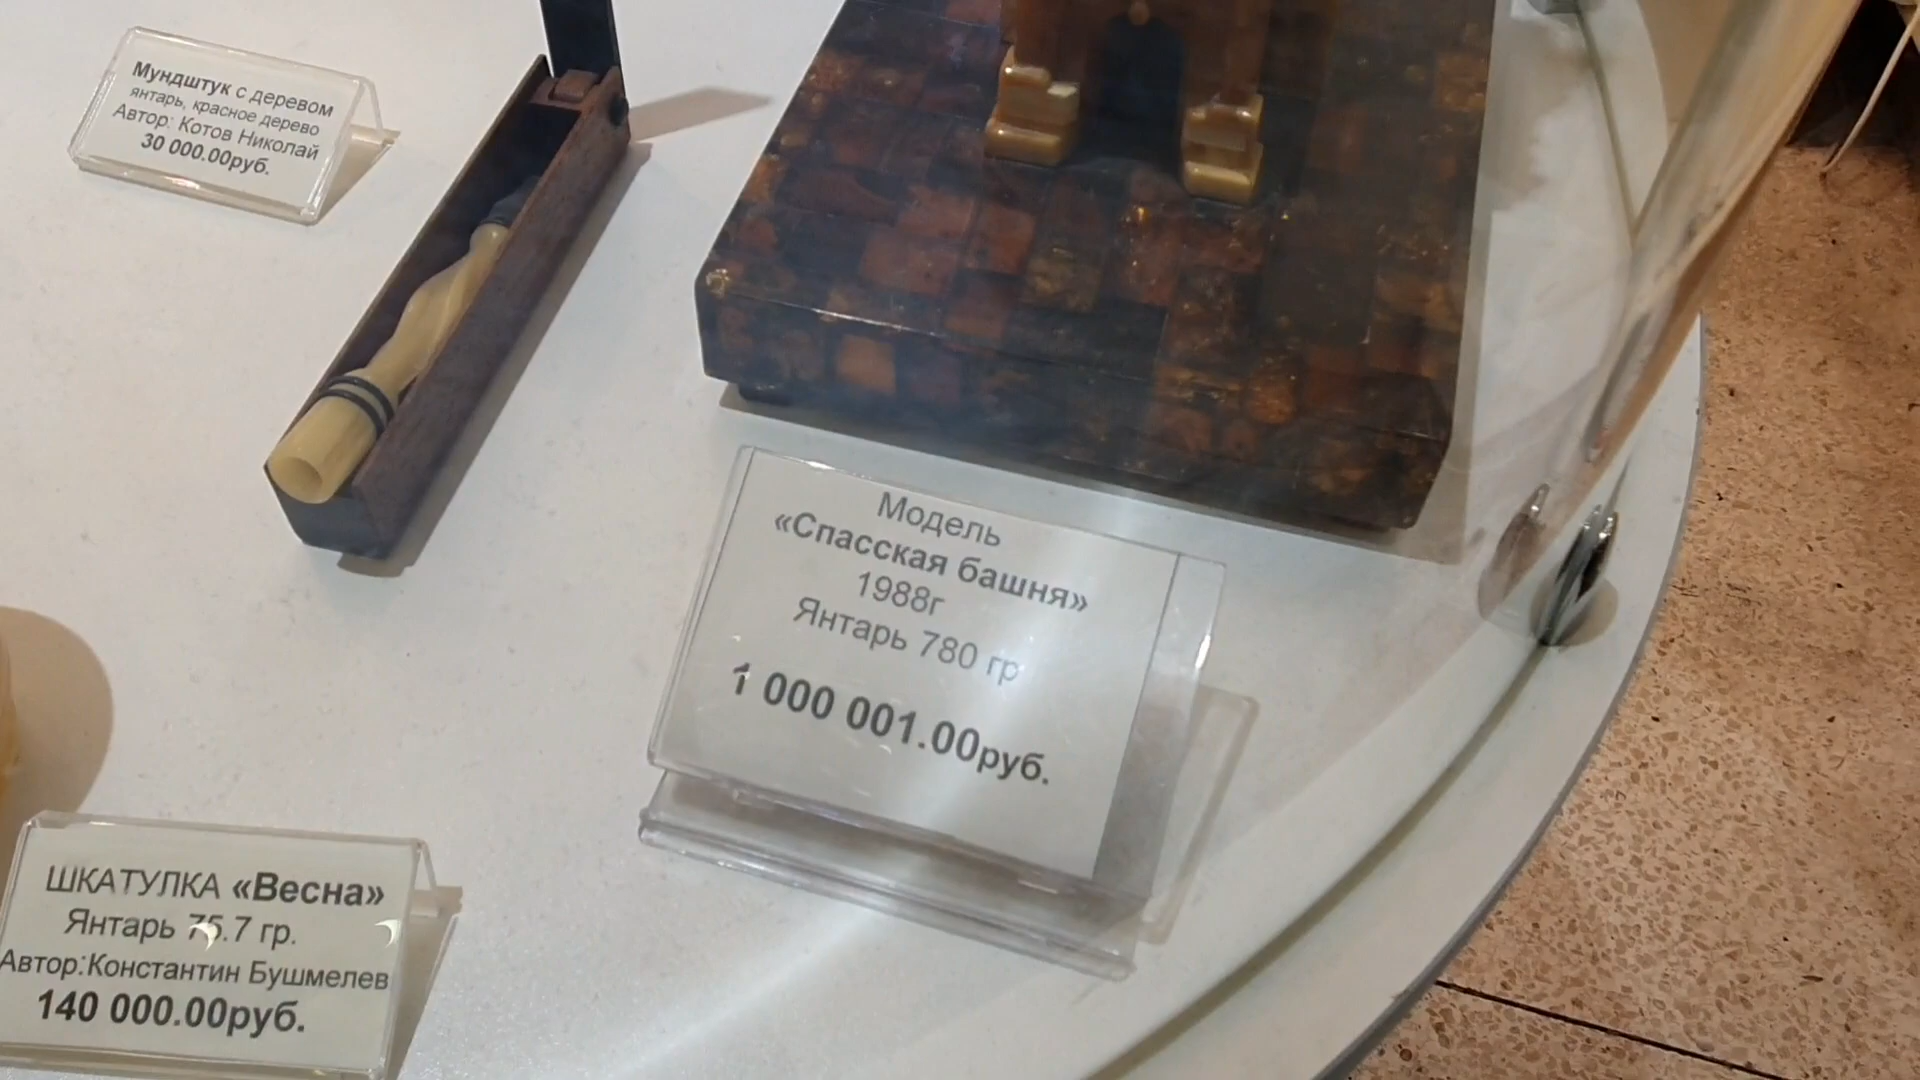 Мундштук с деревом
янтарь, красное дерево
Автор: Котов Николай
30 000.00руб.
Модель
«Спасская башня»
1988г
Янтарь 780 гр
1 000 001.00руб.
ШКАТУЛКА «Весна»
Янтарь 75.7 гр.
Автор:Константин Бушмелев
140 000.00руб.